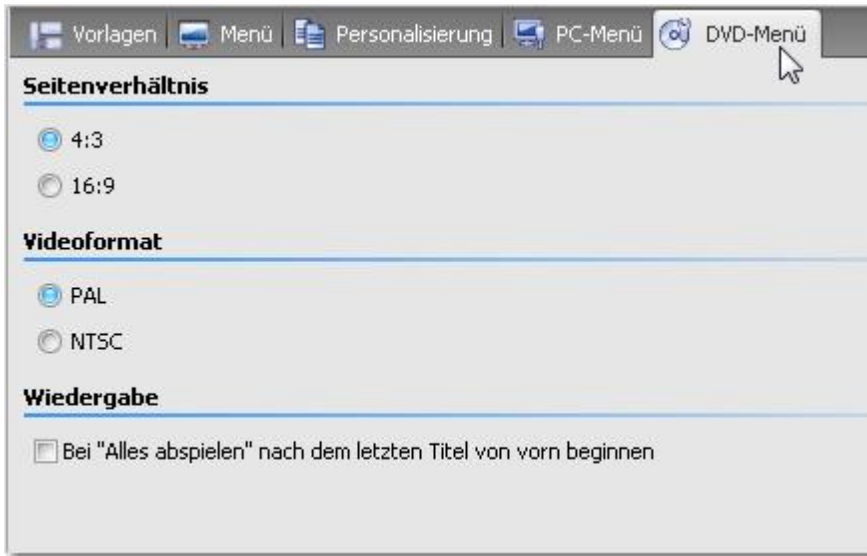 Vorlagen Menü Personalisierung PC-Menü DVD-Menü
Seitenverhältnis
4:3
16:9
Videoformat
PAL
NTSC
Wiedergabe
Bei "Alles abspielen" nach dem letzten Titel von vorn beginnen